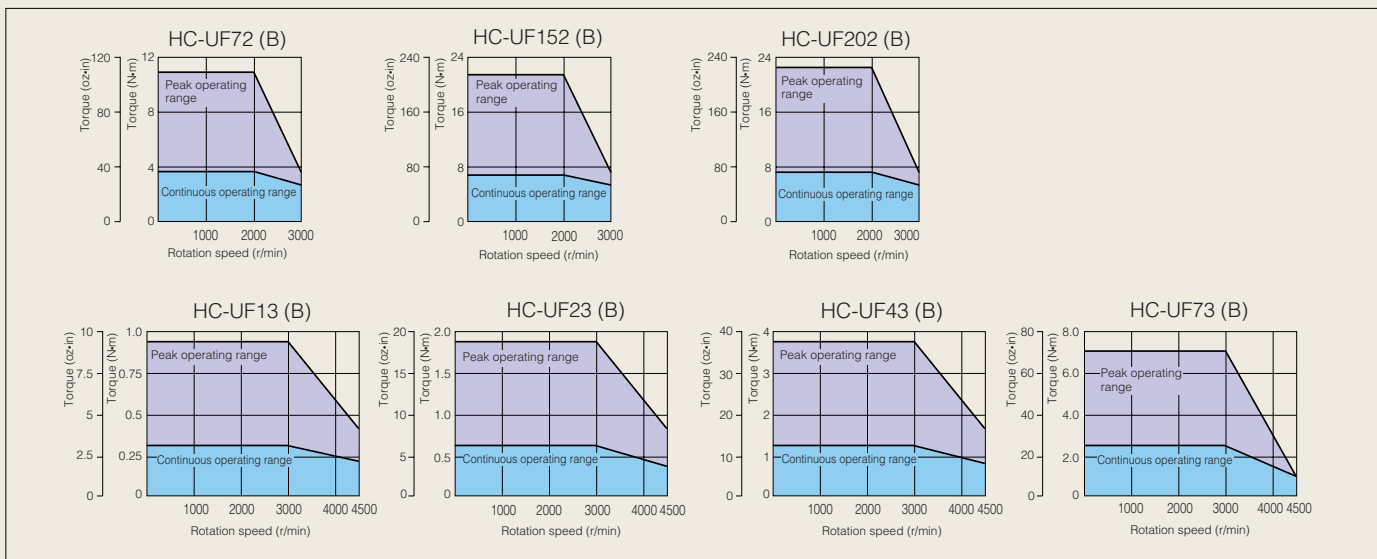 HC-UF72 (B)
Torque (oz•in)
120
80
40
0
Torque (N•m)
12
8
4
0
Peak operating
range
Continuous operating range
1000 2000 3000
Rotation speed (r/min)
HC-UF152 (B)
Torque (oz•in)
240
160
80
0
Torque (N•m)
24
16
8
0
Peak operating
range
Continuous operating range
1000 2000 3000
Rotation speed (r/min)
HC-UF202 (B)
Torque (oz•in)
240
160
80
0
Torque (N•m)
24
16
8
0
Peak operating
range
Continuous operating range
1000 2000 3000
Rotation speed (r/min)
HC-UF13 (B)
Torque (oz•in)
10
7.5
5
2.5
0
Torque (N•m)
1.0
0.75
0.5
0.25
0
Peak operating range
Continuous operating range
1000 2000 3000 4000 4500
Rotation speed (r/min)
HC-UF23 (B)
Torque (oz•in)
20
15
10
5
0
Torque (N•m)
2.0
1.5
1.0
0.5
0
Peak operating range
Continuous operating range
1000 2000 3000 4000 4500
Rotation speed (r/min)
HC-UF43 (B)
Torque (oz•in)
40
30
20
10
0
Torque (N•m)
4
3
2
1
0
Peak operating range
Continuous operating range
1000 2000 3000 4000 4500
Rotation speed (r/min)
HC-UF73 (B)
Torque (oz•in)
80
60
40
20
0
Torque (N•m)
8.0
6.0
4.0
2.0
0
Peak operating
range
Continuous operating range
1000 2000 3000 4000 4500
Rotation speed (r/min)